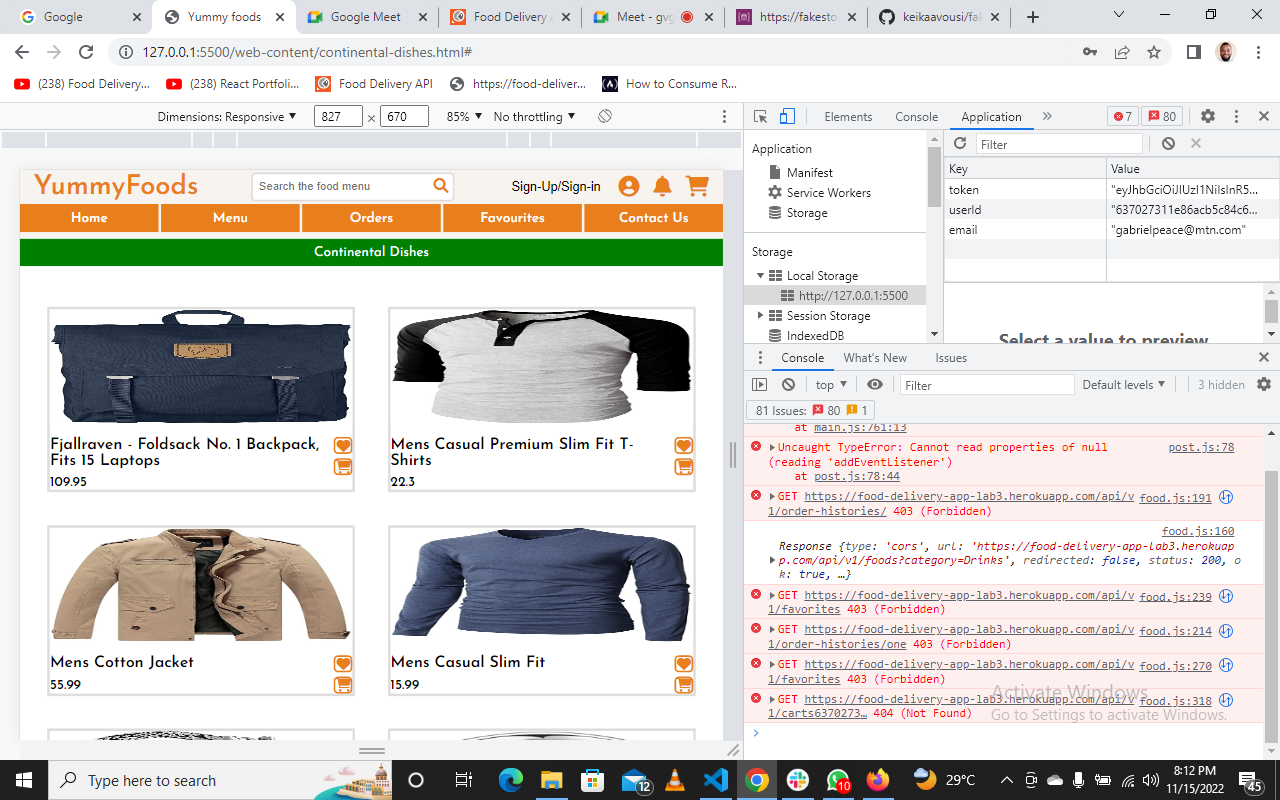 Google
Yummy foods
Google Meet
Food Delivery A
Meet - gvg
https://fakesto
keikaavousi/fak
127.0.0.1:5500/web-content/continental-dishes.html#
(238) Food Delivery...
(238) React Portfoli...
Food Delivery API
https://food-deliver...
How to Consume R...
Dimensions: Responsive ▼
827 × 670
85% ▼
No throttling ▼
Elements
Console
Application
7
80
YummyFoods
Search the food menu
Sign-Up/Sign-in
Home
Menu
Orders
Favourites
Contact Us
Continental Dishes
Fjallraven - Foldsack No. 1 Backpack,
Fits 15 Laptops
109.95
Mens Casual Premium Slim Fit T-
Shirts
22.3
Mens Cotton Jacket
55.99
Mens Casual Slim Fit
15.99
Application
Manifest
Service Workers
Storage
Storage
Local Storage
http://127.0.0.1:5500
Session Storage
IndexedDB
Filter
Key Value
token "eyJhbGciOiJIUzI1NiIsInR5...
userId "637027311e86acb5c84c6...
email "gabrielpeace@mtn.com"
Select a value to preview
Console
What's New
Issues
top ▼
Filter
Default levels ▼
3 hidden
81 Issues: 80 1
at main.js:761:13
Uncaught TypeError: Cannot read properties of null post.js:78
(reading 'addEventListener')
at post.js:78:44
GET https://food-delivery-app-lab3.herokuapp.com/api/v food.js:191
1/order-histories/ 403 (Forbidden)
food.js:160
Response {type: 'cors', url: 'https://food-delivery-app-lab3.herokuap
p.com/api/v1/foods?category=Drinks', redirected: false, status: 200, o
k: true, …}
GET https://food-delivery-app-lab3.herokuapp.com/api/v food.js:239
1/favorites 403 (Forbidden)
GET https://food-delivery-app-lab3.herokuapp.com/api/v food.js:214
1/order-histories/one 403 (Forbidden)
GET https://food-delivery-app-lab3.herokuapp.com/api/v food.js:270
1/favorites 403 (Forbidden)
GET https://food-delivery-app-lab3.herokuapp.com/api/v food.js:318
1/carts6370273… 404 (Not Found)
Activate Windows
Go to Settings to activate Windows.
Type here to search
12
10
29°C
8:12 PM
11/15/2022
45